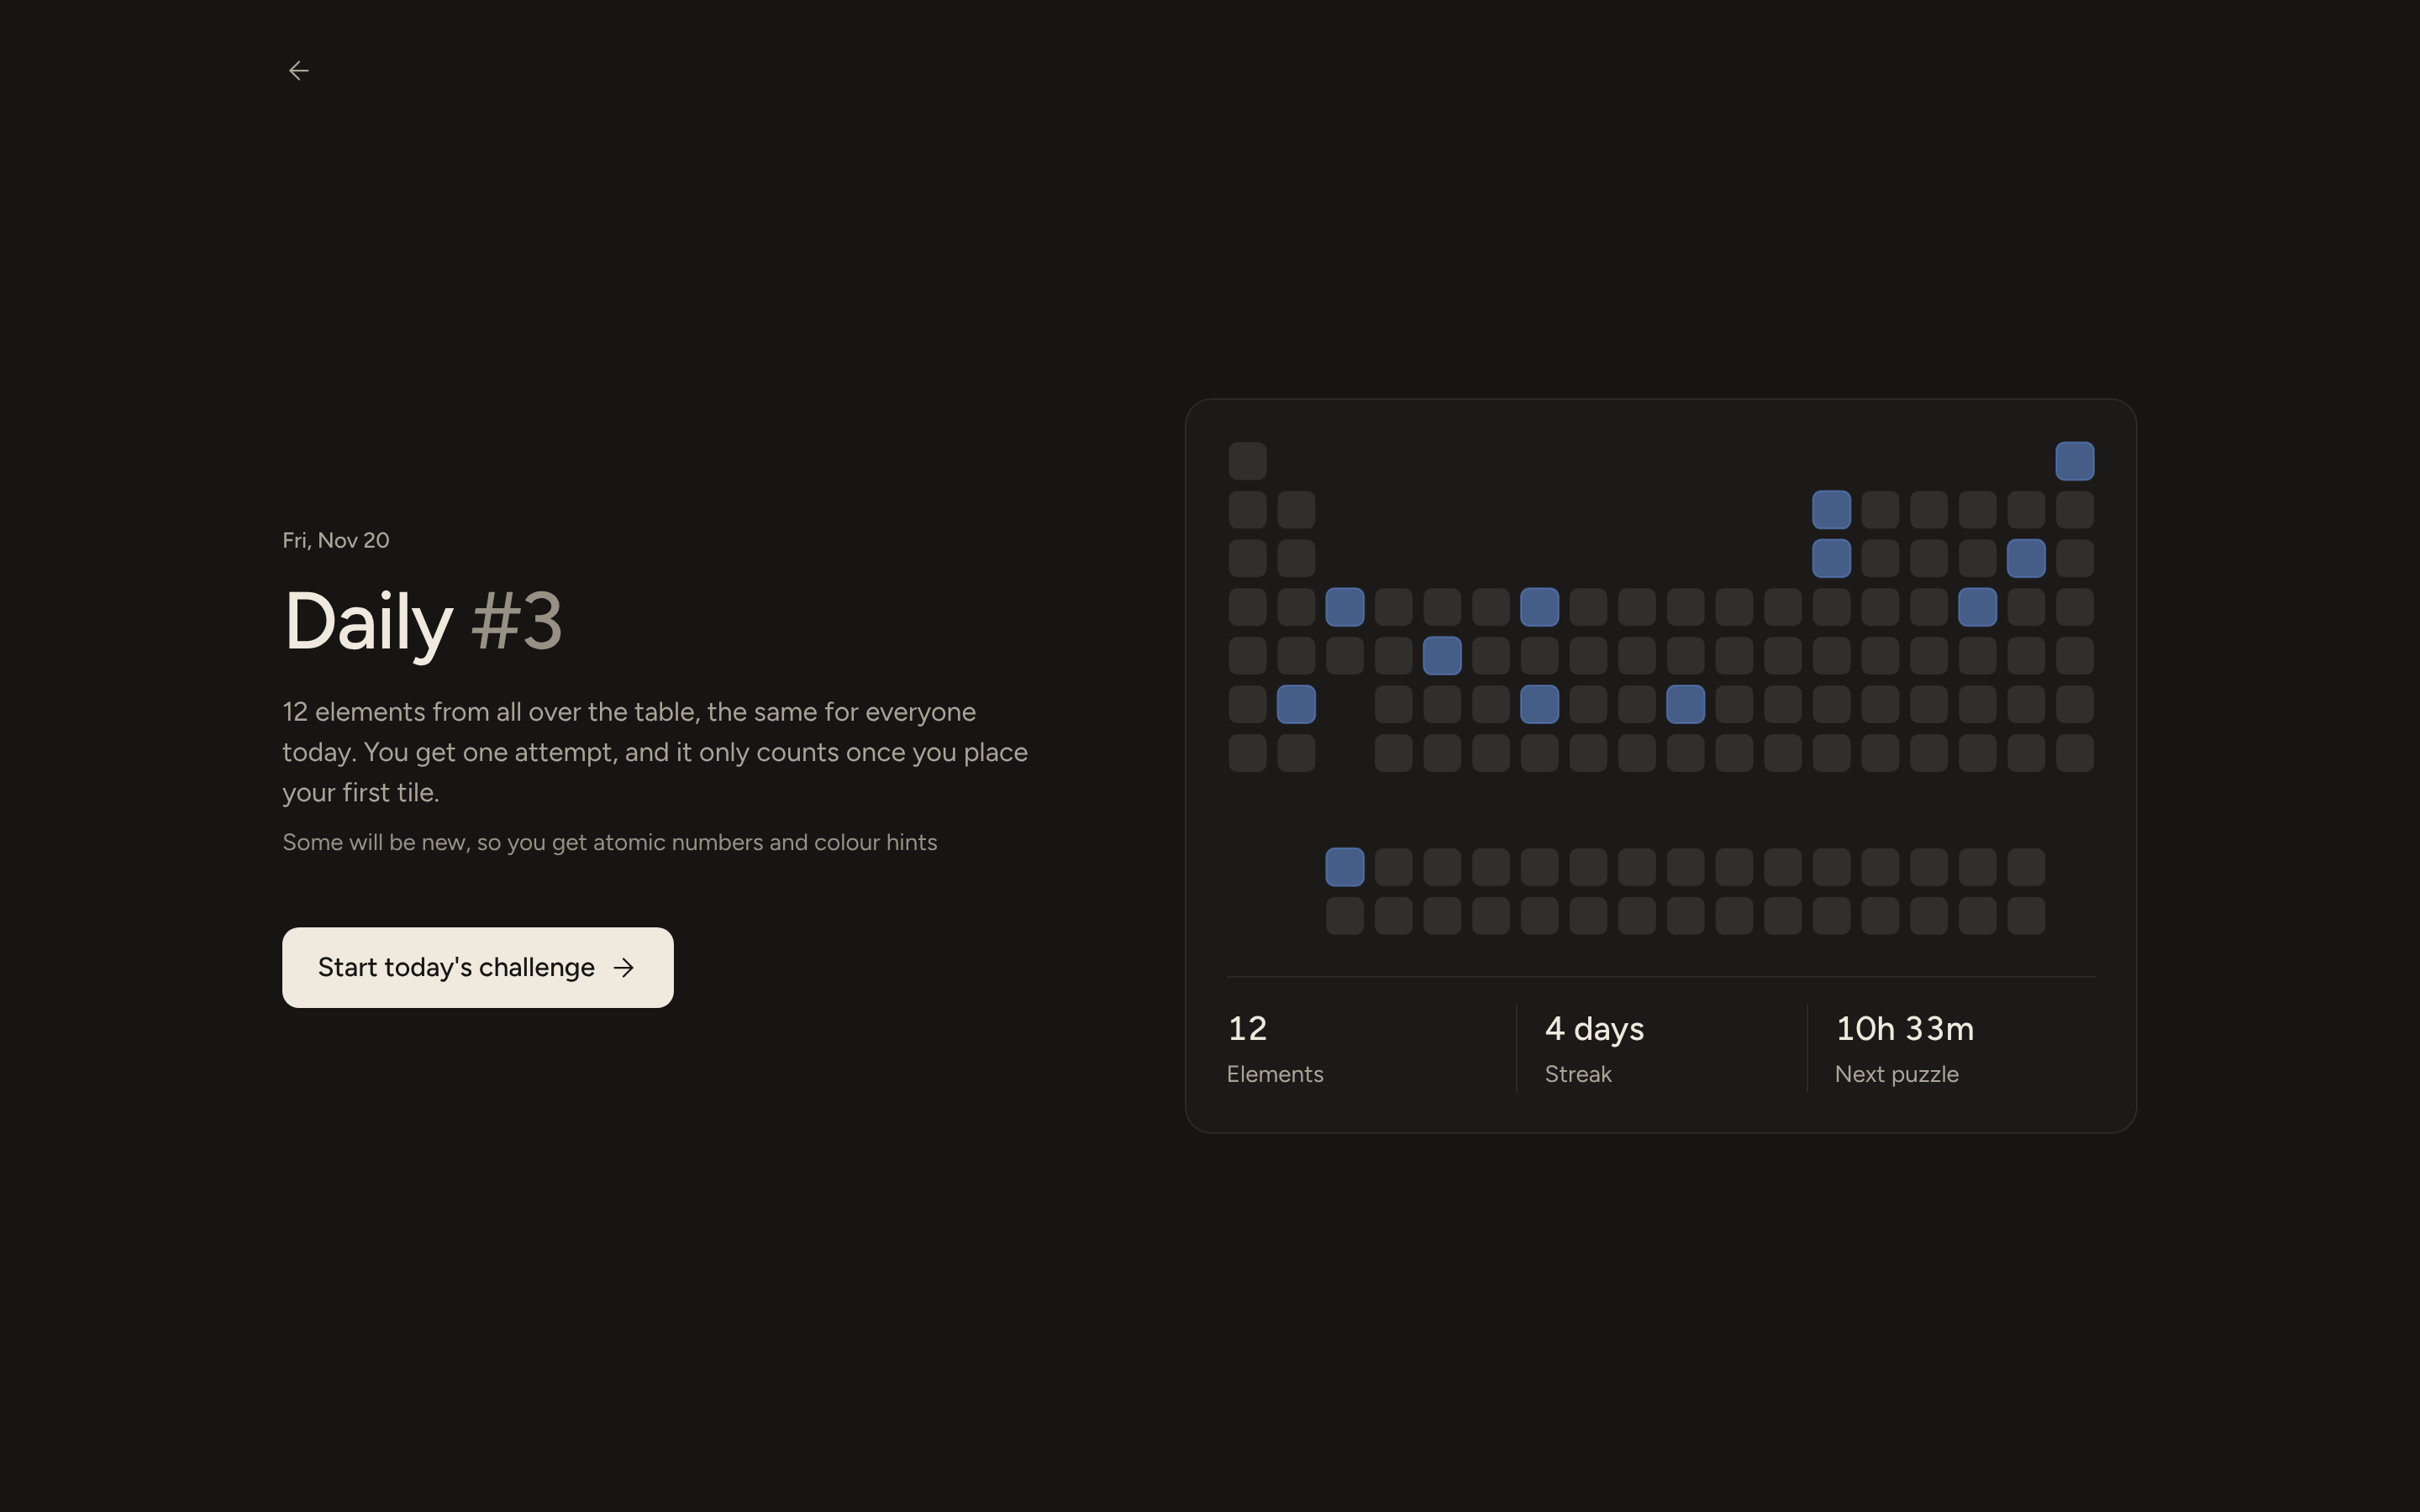 Fri, Nov 20
Daily #3
12 elements from all over the table, the same for everyone
today. You get one attempt, and it only counts once you place
your first tile.
Some will be new, so you get atomic numbers and colour hints
Start today's challenge
12
Elements
4 days
Streak
10h 33m
Next puzzle